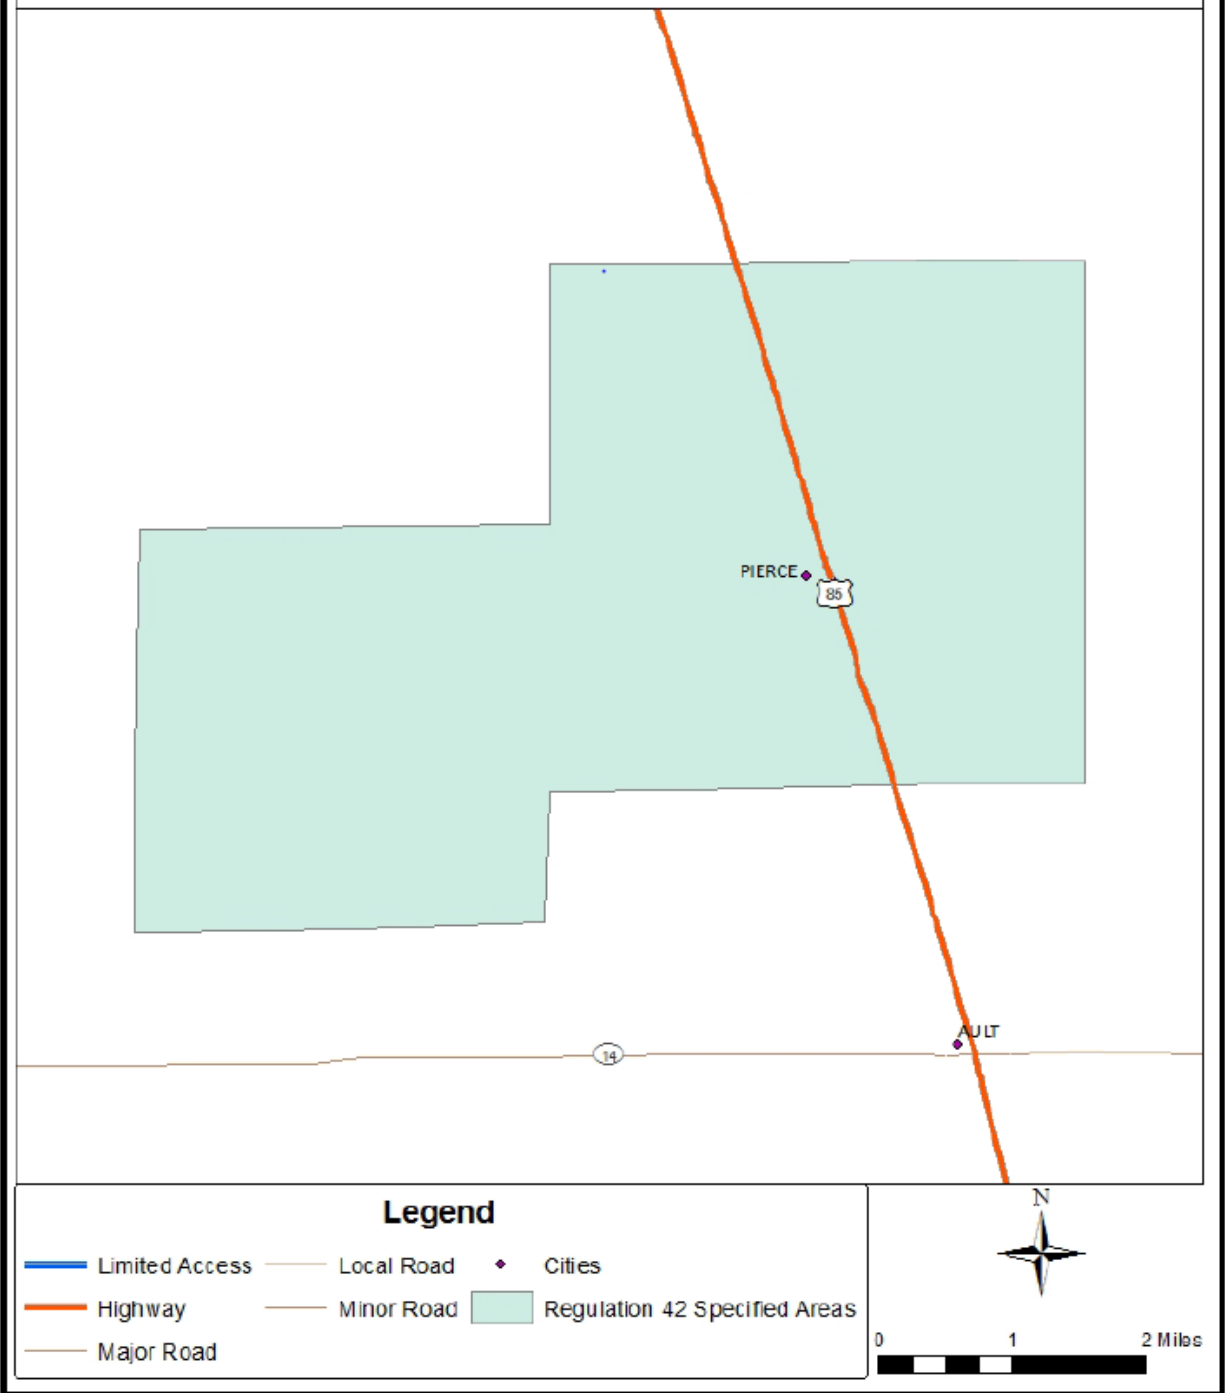 PIERCE
85
AULT
14
Legend
N
Limited Access
Local Road
Cities
Highway
Minor Road
Regulation 42 Specified Areas
Major Road
0 1 2 Miles